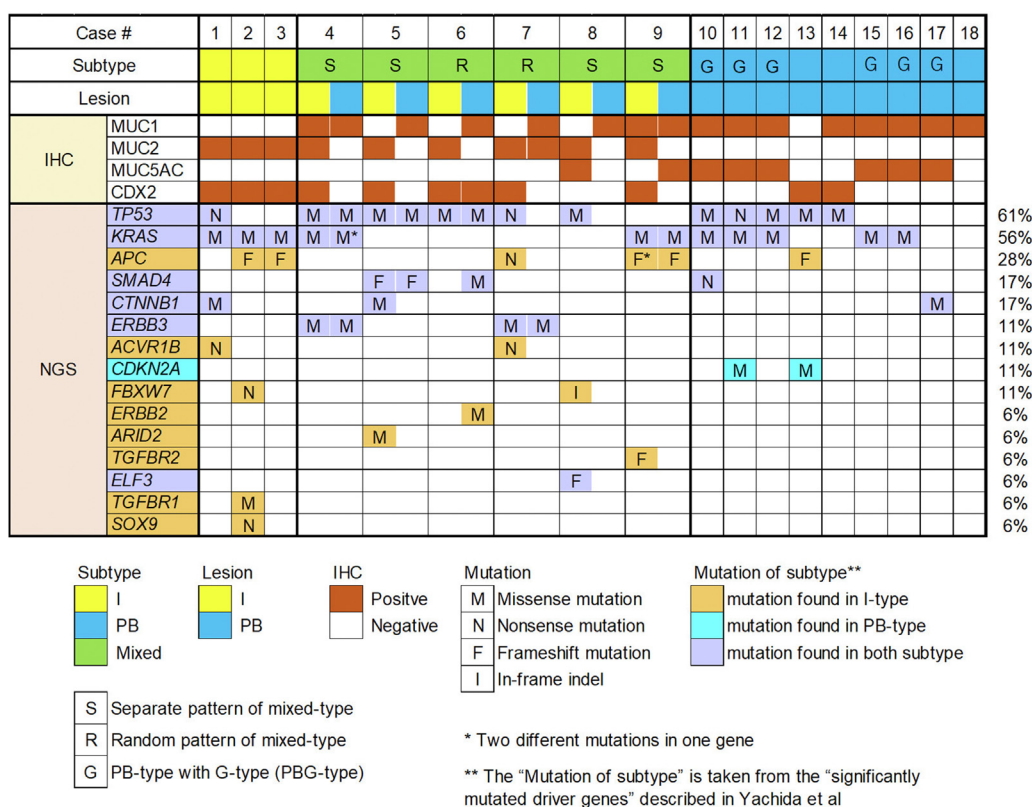 Case # 1 2 3 4 5 6 7 8 9 10 11 12 13 14 15 16 17 18
Subtype S S R R S S G G G G G G
Lesion
IHC
MUC1
MUC2
MUC5AC
CDX2
NGS
TP53 N M M M M M M N M M N M M M 61%
KRAS M M M M M* M M M M M M M 56%
APC F F N F* F F 28%
SMAD4 F F M N 17%
CTNNB1 M M M 17%
ERBB3 M M M M 11%
ACVR1B N N 11%
CDKN2A M M 11%
FBXW7 N I 11%
ERBB2 M 6%
ARID2 M 6%
TGFBR2 F 6%
ELF3 F 6%
TGFBR1 M 6%
SOX9 N 6%
Subtype
I
PB
Mixed
Lesion
I
PB
IHC
Positve
Negative
Mutation
M Missense mutation
N Nonsense mutation
F Frameshift mutation
I In-frame indel
Mutation of subtype**
mutation found in I-type
mutation found in PB-type
mutation found in both subtype
S Separate pattern of mixed-type
R Random pattern of mixed-type
G PB-type with G-type (PBG-type)
* Two different mutations in one gene
** The “Mutation of subtype” is taken from the “significantly
mutated driver genes” described in Yachida et al